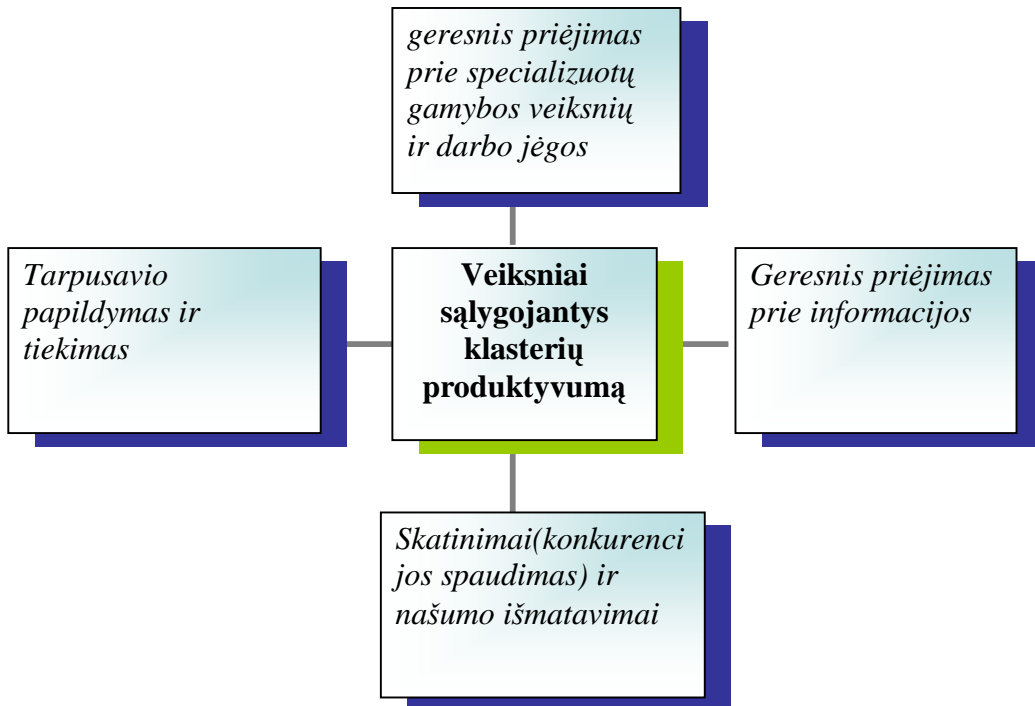 geresnis priėjimas
prie specializuotų
gamybos veiksnių
ir darbo jėgos
Tarpusavio
papildymas ir
tiekimas
Veiksniai
sąlygojantys
klasterių
produktyvumą
Geresnis priėjimas
prie informacijos
Skatinimai(konkurenci
jos spaudimas) ir
našumo išmatavimai